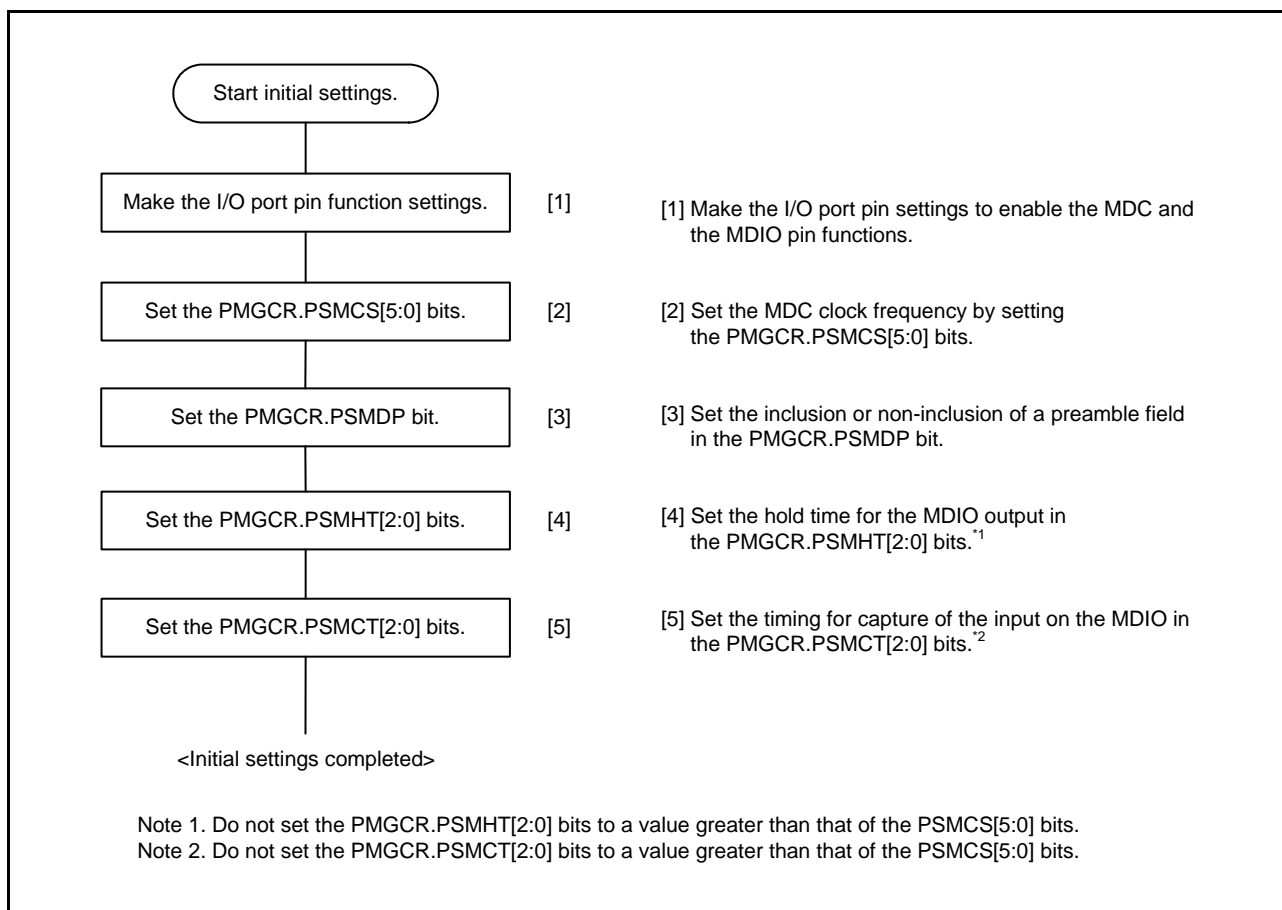 Start initial settings.
Make the I/O port pin function settings.
[1]
[1] Make the I/O port pin settings to enable the MDC and
the MDIO pin functions.
Set the PMGCR.PSMCS[5:0] bits.
[2]
[2] Set the MDC clock frequency by setting
the PMGCR.PSMCS[5:0] bits.
Set the PMGCR.PSMDP bit.
[3]
[3] Set the inclusion or non-inclusion of a preamble field
in the PMGCR.PSMDP bit.
Set the PMGCR.PSMHT[2:0] bits.
[4]
[4] Set the hold time for the MDIO output in
the PMGCR.PSMHT[2:0] bits.*1
Set the PMGCR.PSMCT[2:0] bits.
[5]
[5] Set the timing for capture of the input on the MDIO in
the PMGCR.PSMCT[2:0] bits.*2
<Initial settings completed>
Note 1. Do not set the PMGCR.PSMHT[2:0] bits to a value greater than that of the PSMCS[5:0] bits.
Note 2. Do not set the PMGCR.PSMCT[2:0] bits to a value greater than that of the PSMCS[5:0] bits.